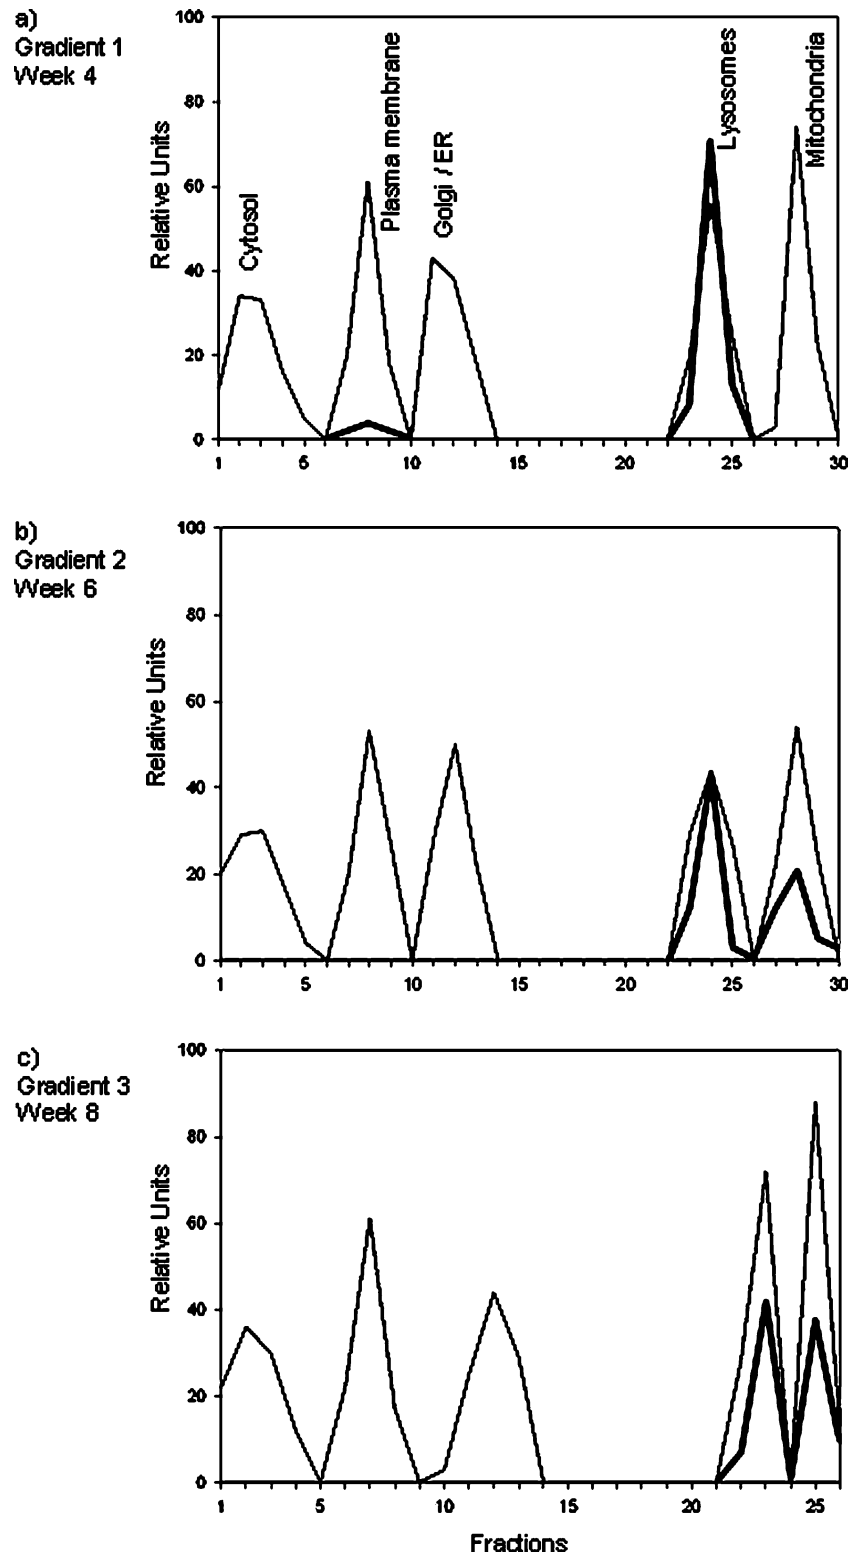 a)
Gradient 1
Week 4
Relative Units
100
80
60
40
20
0
Cytosol
Plasma membrane
Golgi / ER
Lysosomes
Mitochondria
1 5 10 15 20 25 30
b)
Gradient 2
Week 6
Relative Units
100
80
60
40
20
0
1 5 10 15 20 25 30
c)
Gradient 3
Week 8
Relative Units
100
80
60
40
20
0
1 5 10 15 20 25
Fractions